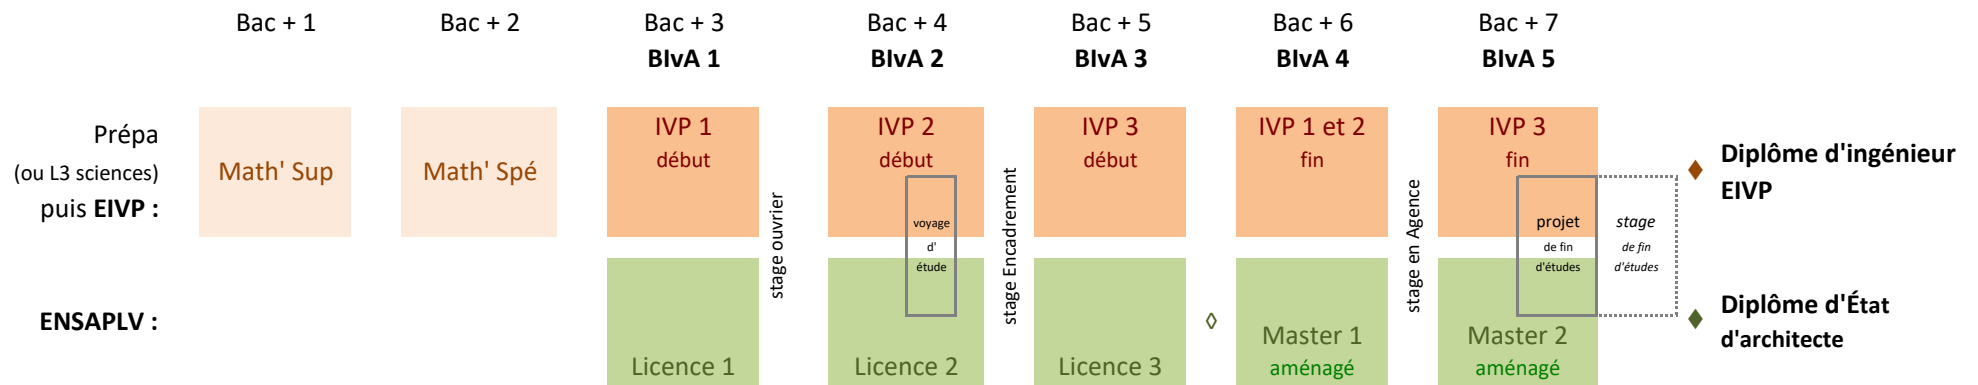 Bac + 1
Bac + 2
Bac + 3
Bac + 4
Bac + 5
Bac + 6
Bac + 7
BIvA 1
BIvA 2
BIvA 3
BIvA 4
BIvA 5
Prépa
(ou L3 sciences)
puis EIVP :
Math' Sup
Math' Spé
IVP 1
début
stage ouvrier
IVP 2
début
voyage
d'
étude
stage Encadrement
IVP 3
début
IVP 1 et 2
fin
stage en Agence
IVP 3
fin
projet
de fin
d'études
stage
de fin
d'études
Diplôme d'ingénieur
EIVP
ENSAPLV :
Licence 1
Licence 2
Licence 3
Master 1
aménagé
Master 2
aménagé
Diplôme d'État
d'architecte